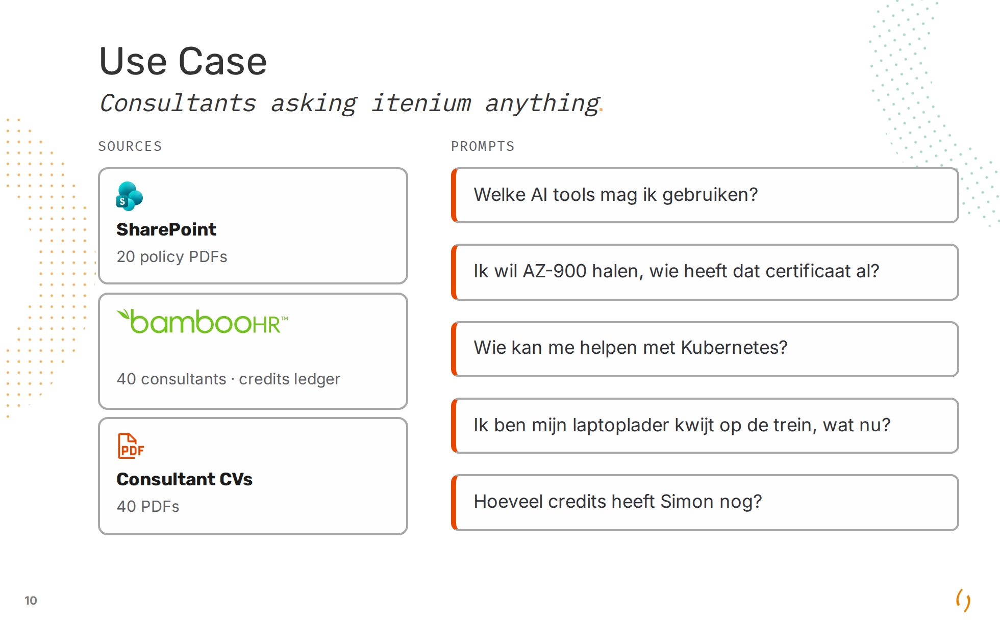 Use Case
Consultants asking itenium anything.
SOURCES
S
SharePoint
20 policy PDFs
bambooHR™
40 consultants · credits ledger
PDF
Consultant CVs
40 PDFs
PROMPTS
Welke AI tools mag ik gebruiken?
Ik wil AZ-900 halen, wie heeft dat certificaat al?
Wie kan me helpen met Kubernetes?
Ik ben mijn laptoplader kwijt op de trein, wat nu?
Hoeveel credits heeft Simon nog?
10